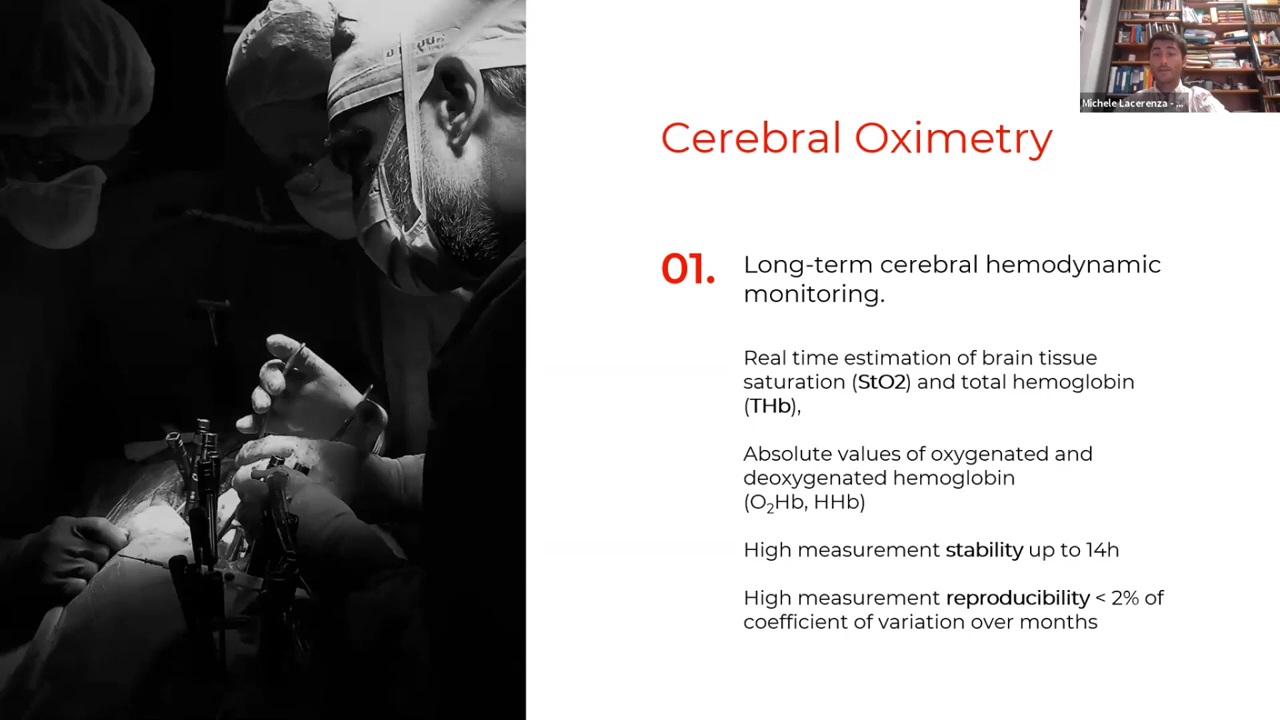 Michele Lacerenza - ...
Cerebral Oximetry
01.
Long-term cerebral hemodynamic
monitoring.
Real time estimation of brain tissue
saturation (StO2) and total hemoglobin
(THb),
Absolute values of oxygenated and
deoxygenated hemoglobin
(O₂Hb, HHb)
High measurement stability up to 14h
High measurement reproducibility < 2% of
coefficient of variation over months